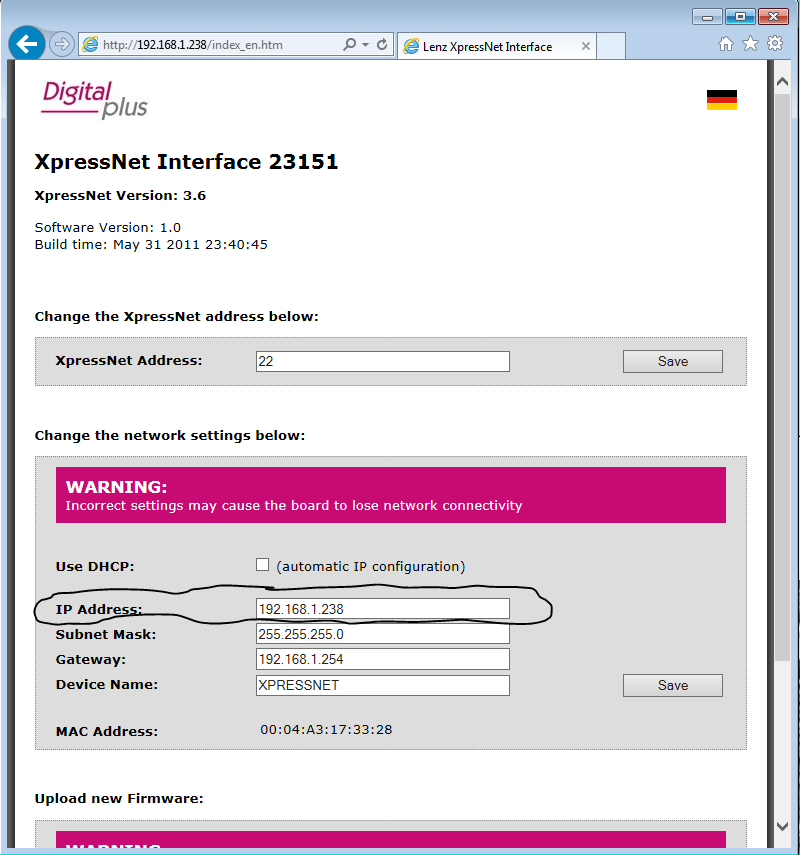 http://192.168.1.238/index_en.htm
Lenz XpressNet Interface
Digital
plus
XpressNet Interface 23151
XpressNet Version: 3.6
Software Version: 1.0
Build time: May 31 2011 23:40:45
Change the XpressNet address below:
XpressNet Address: 22 Save
Change the network settings below:
WARNING:
Incorrect settings may cause the board to lose network connectivity
Use DHCP: (automatic IP configuration)
IP Address: 192.168.1.238
Subnet Mask: 255.255.255.0
Gateway: 192.168.1.254
Device Name: XPRESSNET Save
MAC Address: 00:04:A3:17:33:28
Upload new Firmware:
WARNING